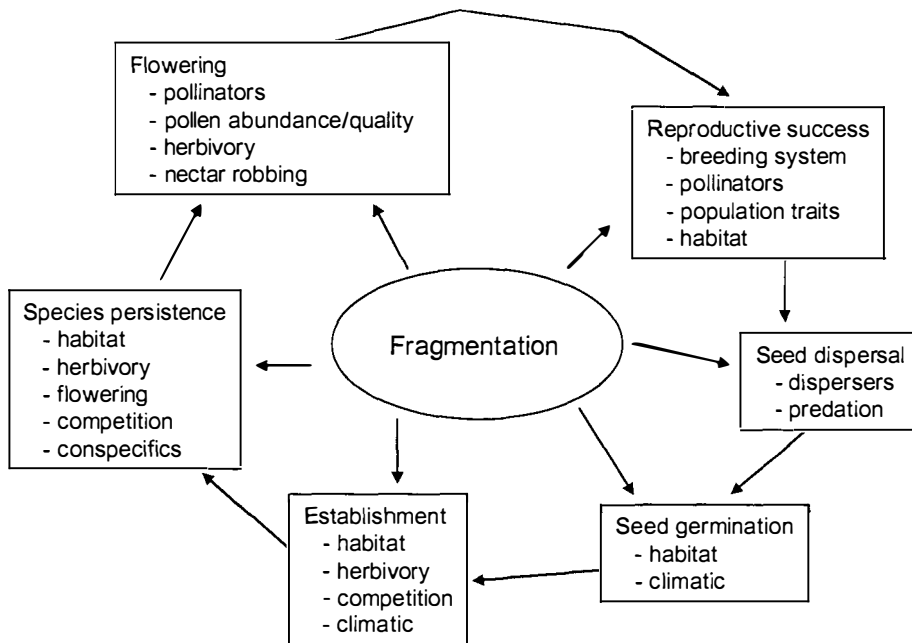 Flowering
- pollinators
- pollen abundance/quality
- herbivory
- nectar robbing
Reproductive success
- breeding system
- pollinators
- population traits
- habitat
Species persistence
- habitat
- herbivory
- flowering
- competition
- conspecifics
Fragmentation
Seed dispersal
- dispersers
- predation
Establishment
- habitat
- herbivory
- competition
- climatic
Seed germination
- habitat
- climatic